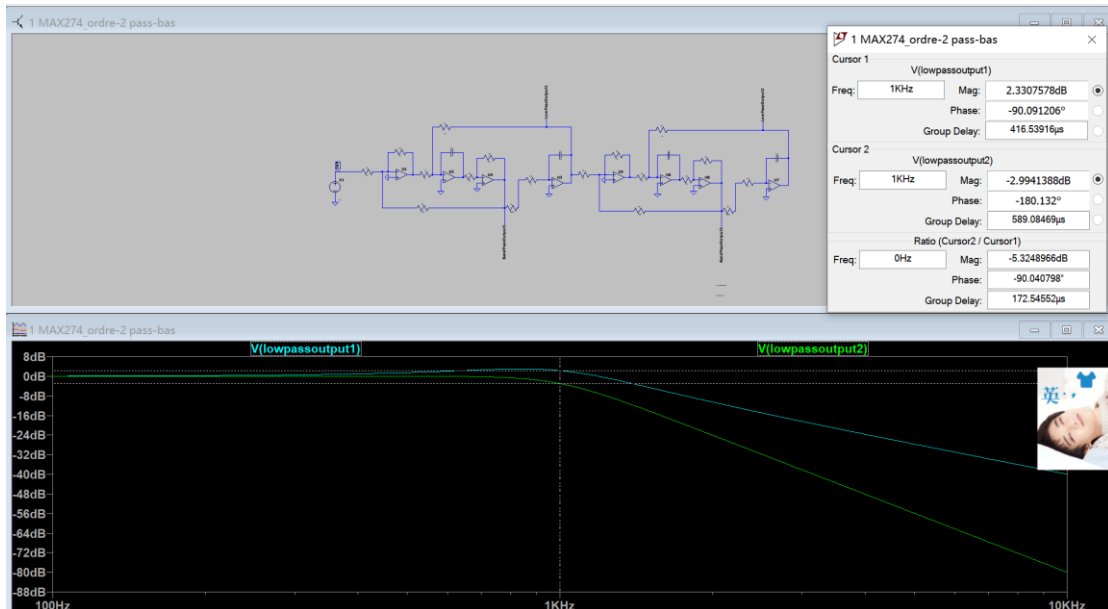 1 MAX274_ordre-2 pass-bas
1 MAX274_ordre-2 pass-bas
Cursor 1
V(lowpassoutput1)
Freq: 1KHz Mag: 2.3307578dB
Phase: -90.091206°
Group Delay: 416.53916µs
Cursor 2
V(lowpassoutput2)
Freq: 1KHz Mag: -2.9941388dB
Phase: -180.132°
Group Delay: 589.08469µs
Ratio (Cursor2 / Cursor1)
Freq: 0Hz Mag: -5.3248966dB
Phase: -90.040798°
Group Delay: 172.54552µs
1 MAX274_ordre-2 pass-bas
V(lowpassoutput1) V(lowpassoutput2)
8dB
0dB
-8dB
-16dB
-24dB
-32dB
-40dB
-48dB
-56dB
-64dB
-72dB
-80dB
-88dB
100Hz 1KHz 10KHz
英